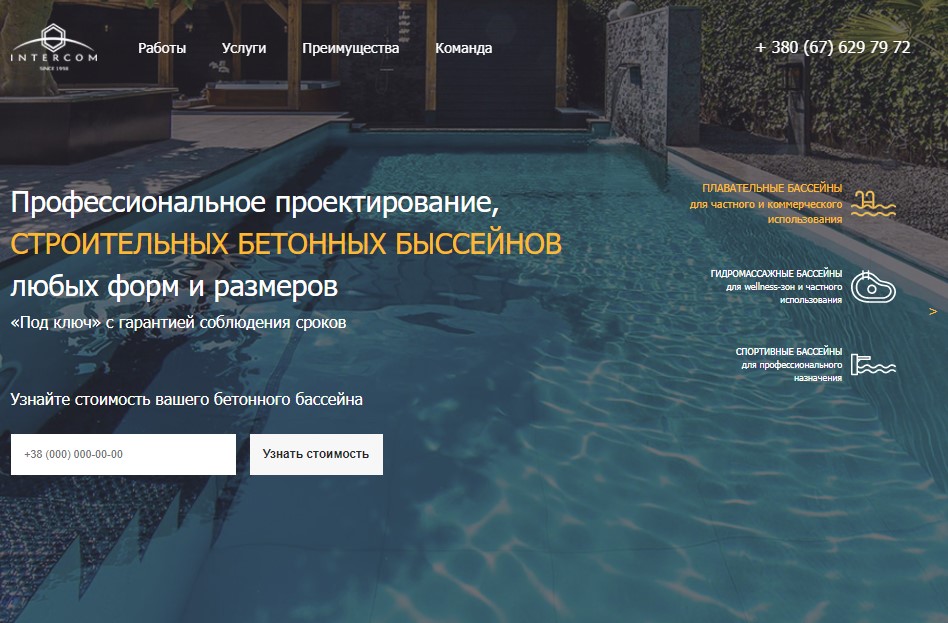 INTERCOM
SINCE 1998
Работы
Услуги
Преимущества
Команда
+ 380 (67) 629 79 72
Профессиональное проектирование,
СТРОИТЕЛЬНЫХ БЕТОННЫХ БЫССЕЙНОВ
любых форм и размеров
«Под ключ» с гарантией соблюдения сроков
Узнайте стоимость вашего бетонного бассейна
+38 (000) 000-00-00
Узнать стоимость
ПЛАВАТЕЛЬНЫЕ БАССЕЙНЫ
для частного и коммерческого
использования
ГИДРОМАССАЖНЫЕ БАССЕЙНЫ
для wellness-зон и частного
использования
СПОРТИВНЫЕ БАССЕЙНЫ
для профессионального
назначения
>